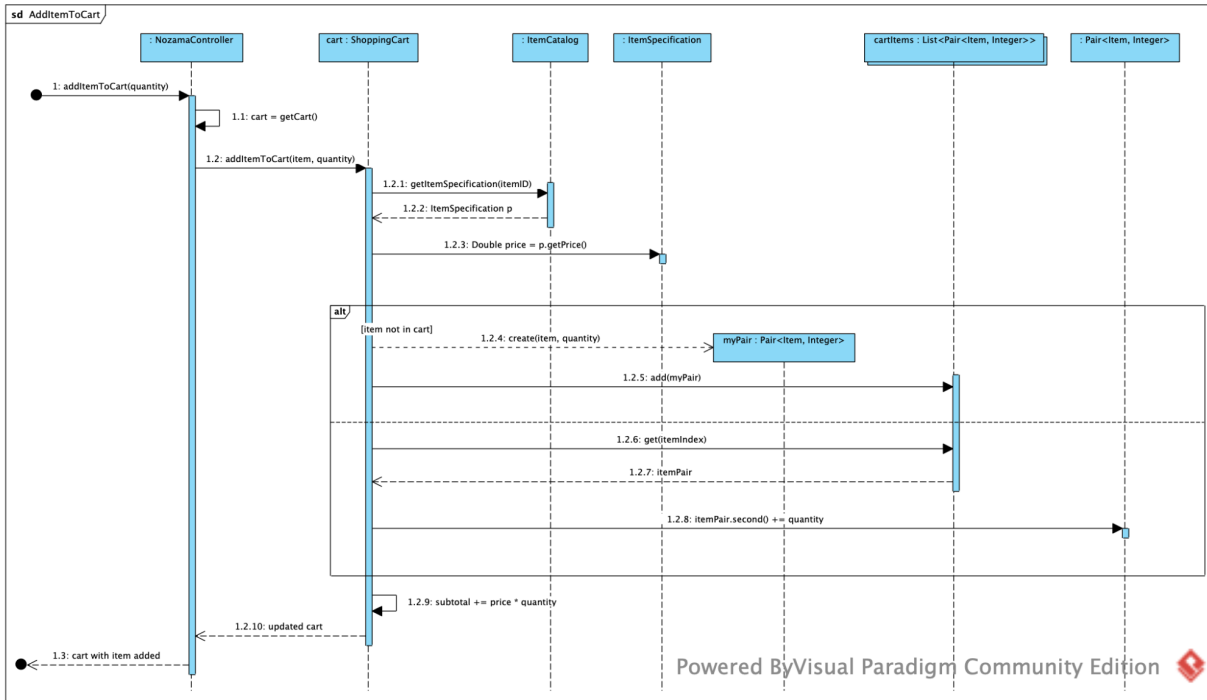 sd AddItemToCart
: NozamaController
cart : ShoppingCart
: ItemCatalog
: ItemSpecification
cartItems : List<Pair<Item, Integer>>
: Pair<Item, Integer>
1: addItemToCart(quantity)
1.1: cart = getCart()
1.2: addItemToCart(item, quantity)
1.2.1: getItemSpecification(itemID)
1.2.2: ItemSpecification p
1.2.3: Double price = p.getPrice()
alt
[item not in cart]
1.2.4: create(item, quantity)
myPair : Pair<Item, Integer>
1.2.5: add(myPair)
1.2.6: get(itemIndex)
1.2.7: itemPair
1.2.8: itemPair.second() += quantity
1.2.9: subtotal += price * quantity
1.2.10: updated cart
1.3: cart with item added
Powered ByVisual Paradigm Community Edition